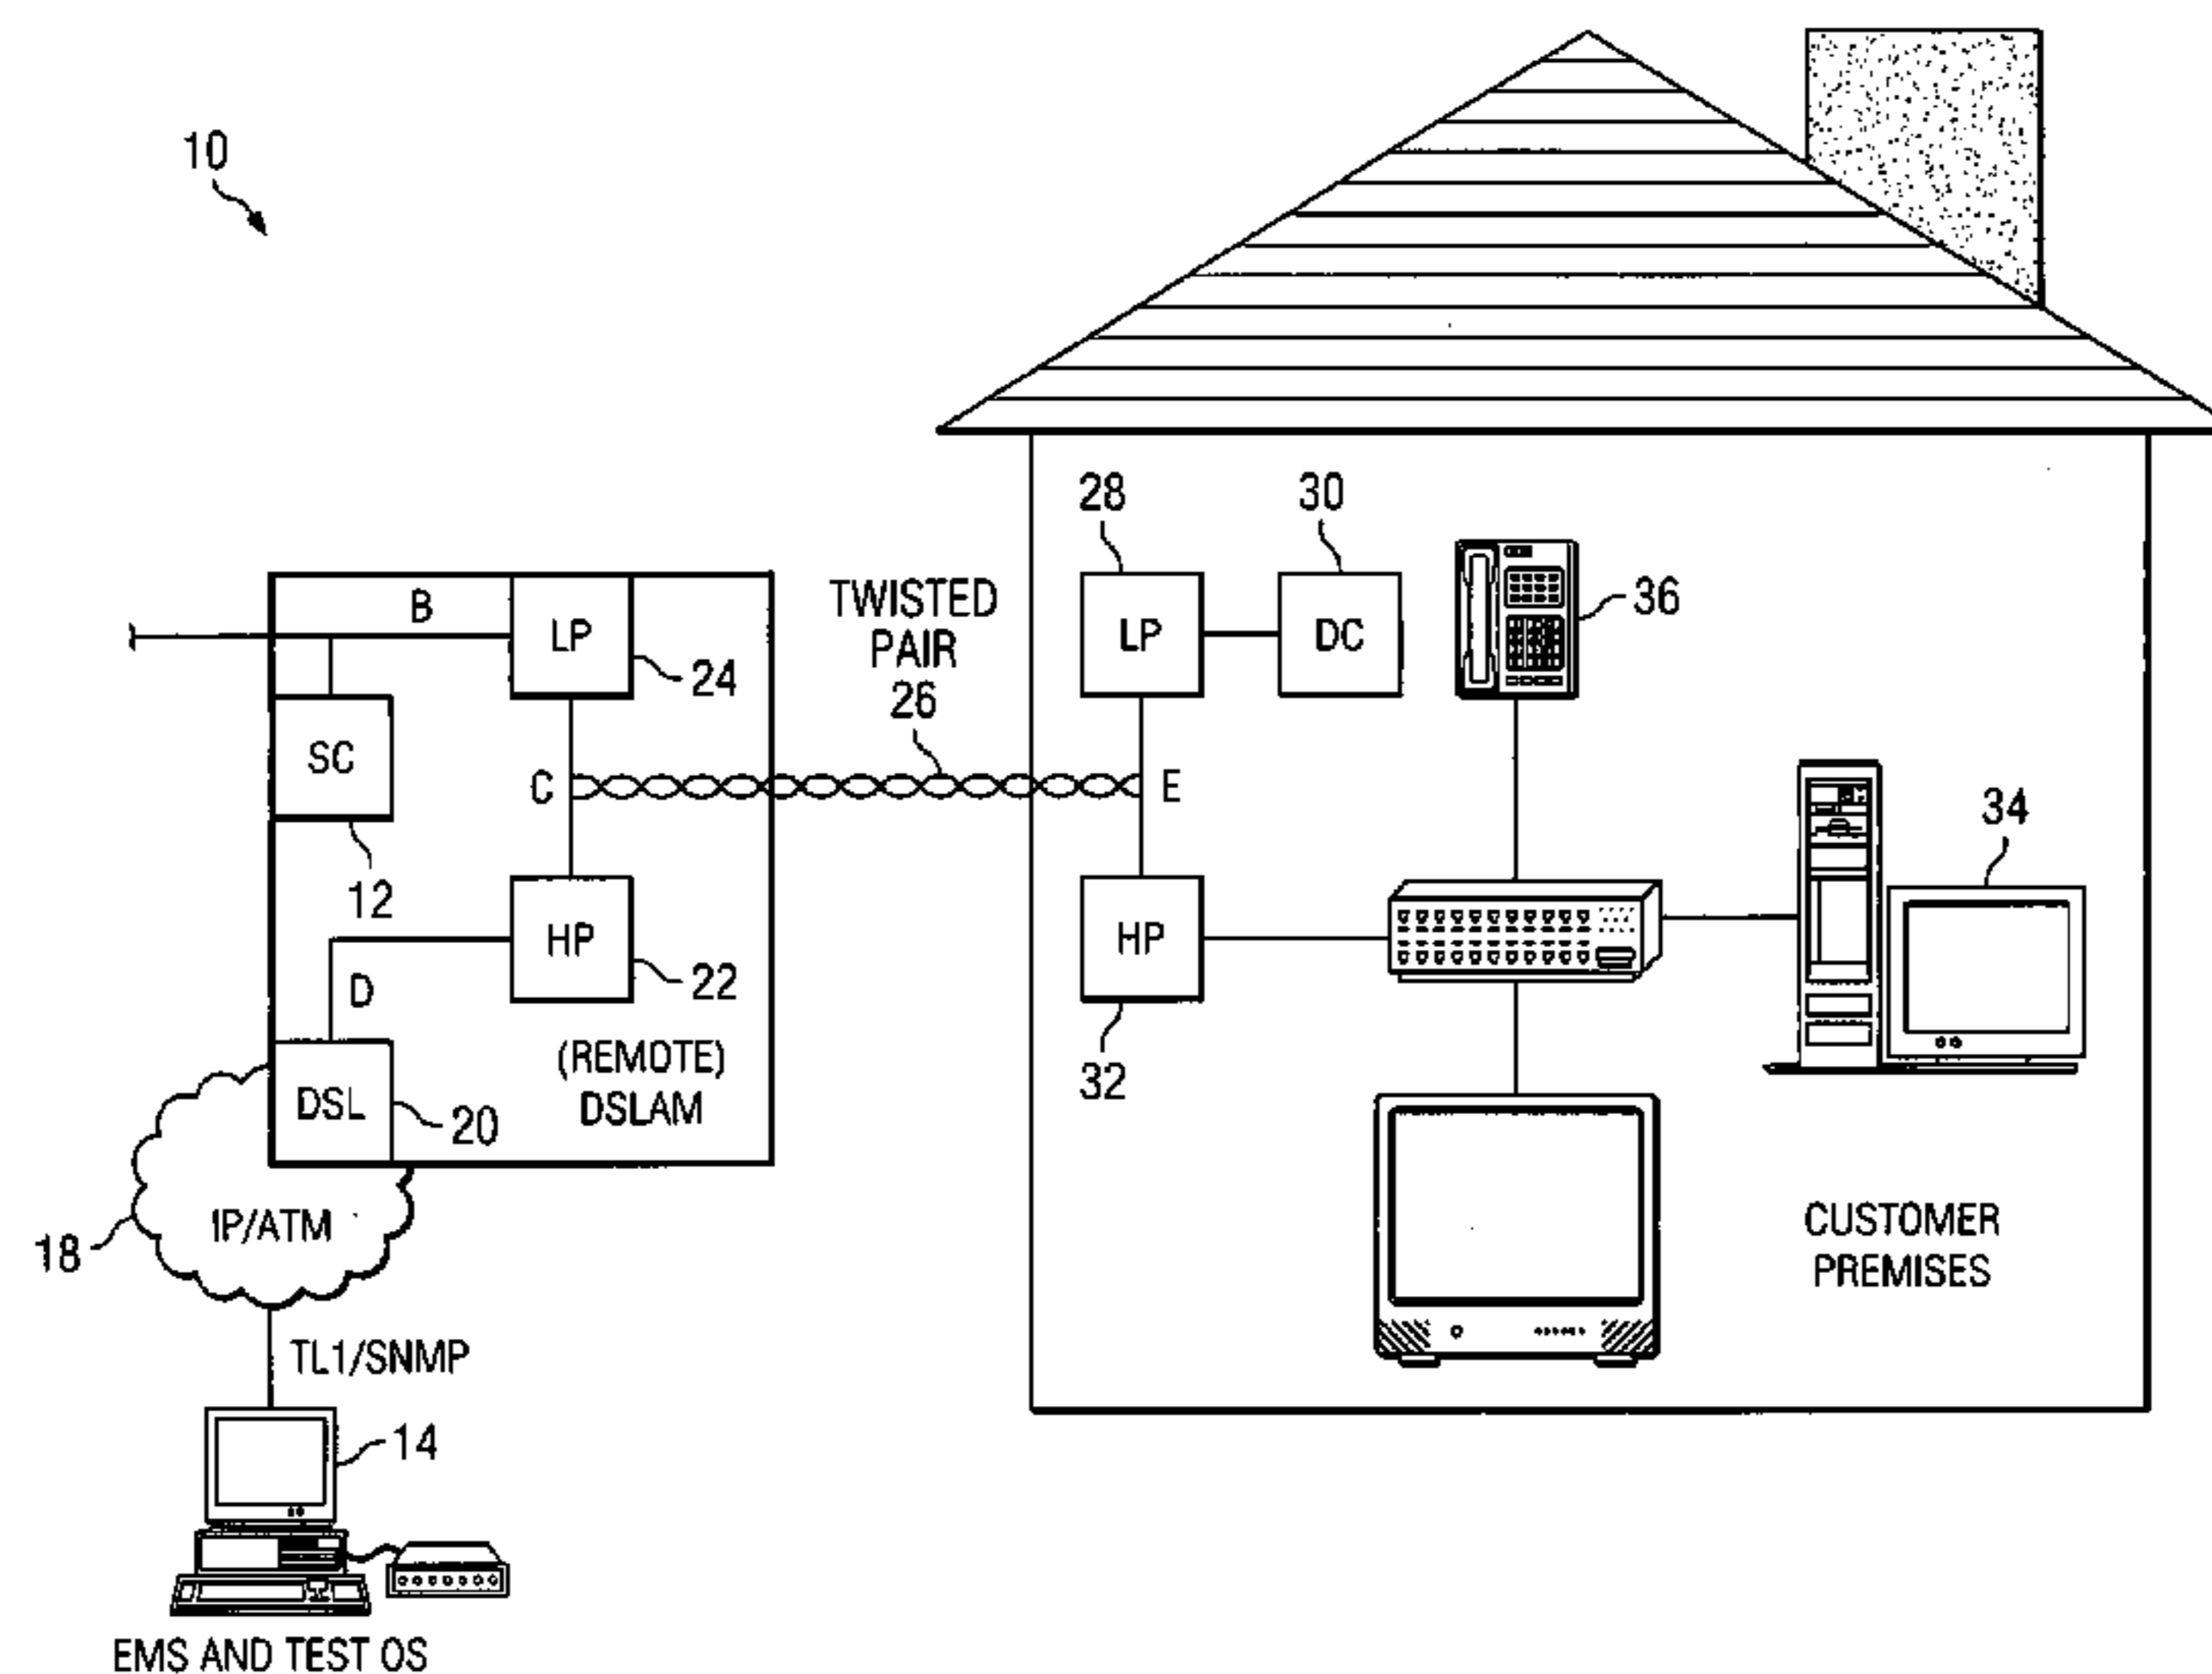 10
28
30
36
B
LP
24
TWISTED
PAIR
26
LP
DC
SC
12
C
E
34
HP
22
D
HP
32
(REMOTE)
DSLAM
DSL
20
18
IP/ATM
CUSTOMER
PREMISES
TL1/SNMP
14
EMS AND TEST OS